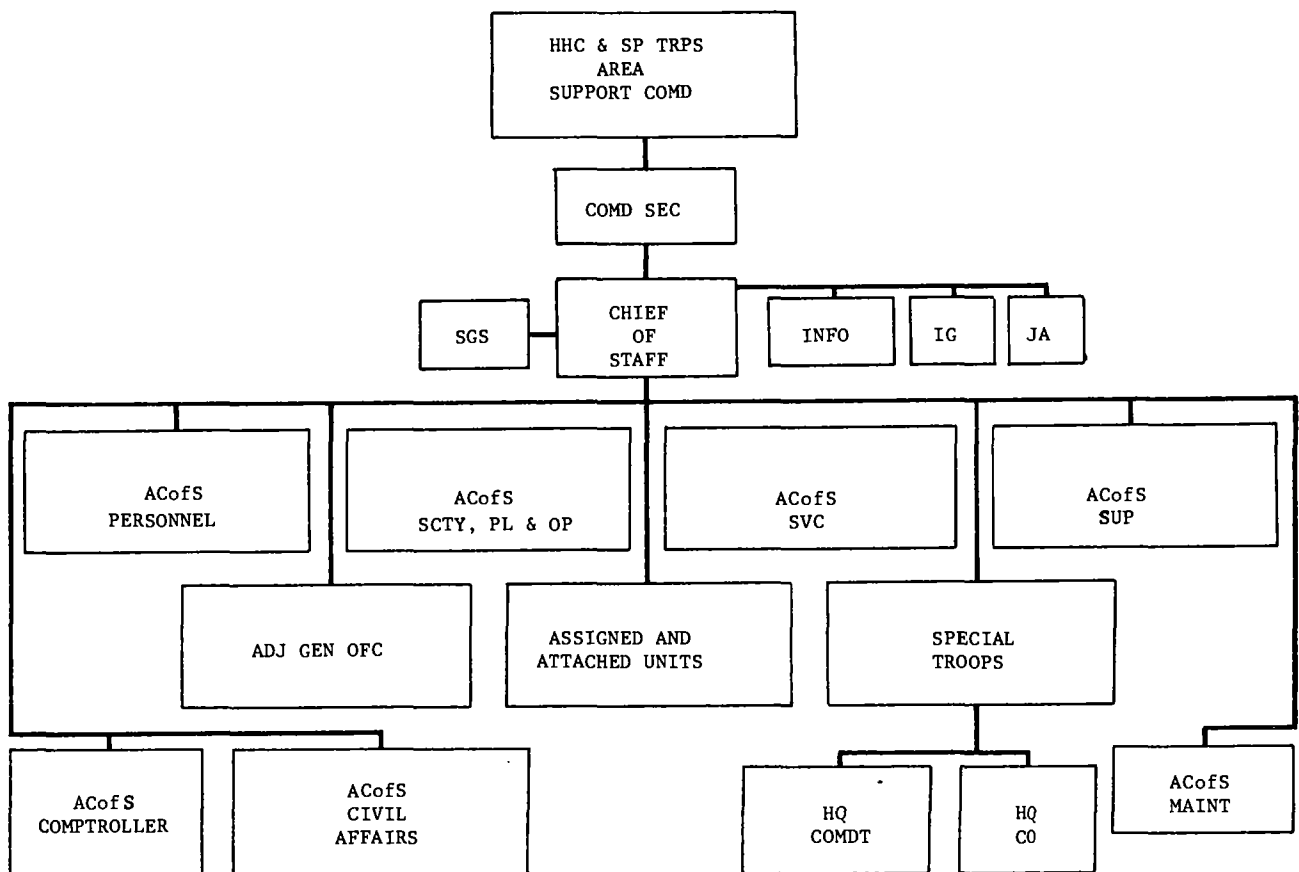 HHC & SP TRPS
AREA
SUPPORT COMD
COMD SEC
CHIEF
OF
STAFF
SGS
INFO
IG
JA
ACofS
PERSONNEL
ACofS
SCTY, PL & OP
ACofS
SVC
ACofS
SUP
ADJ GEN OFC
ASSIGNED AND
ATTACHED UNITS
SPECIAL
TROOPS
ACofS
COMPTROLLER
ACofS
CIVIL
AFFAIRS
HQ
COMDT
HQ
CO
ACofS
MAINT